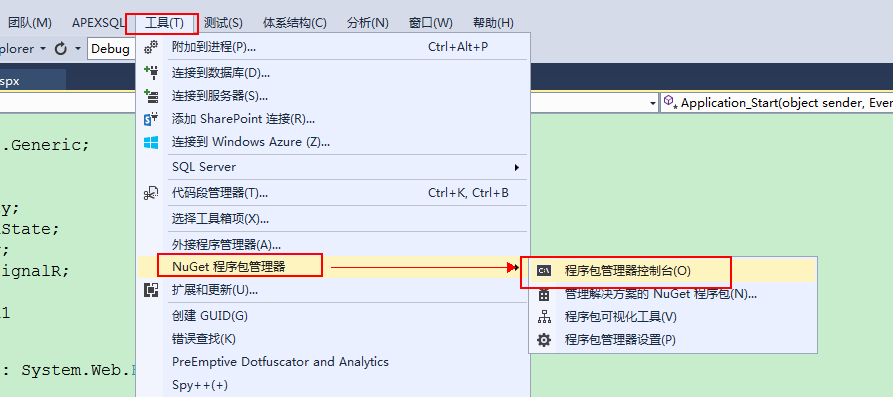 团队(M) APEXSQL 工具(T) 测试(S) 体系结构(C) 分析(N) 窗口(W) 帮助(H)
plorer Debug
spx
Application_Start(object sender, Even
附加到进程(P)... Ctrl+Alt+P
连接到数据库(D)...
连接到服务器(S)...
添加 SharePoint 连接(R)...
连接到 Windows Azure (Z)...
SQL Server
代码段管理器(T)... Ctrl+K, Ctrl+B
选择工具箱项(X)...
外接程序管理器(A)...
NuGet 程序包管理器
扩展和更新(U)...
创建 GUID(G)
错误查找(K)
PreEmptive Dotfuscator and Analytics
Spy++(+)
程序包管理器控制台(O)
管理解决方案的 NuGet 程序包(N)...
程序包可视化工具(V)
程序包管理器设置(P)
.Generic;
y;
State;
;
ignalR;
1
: System.Web.